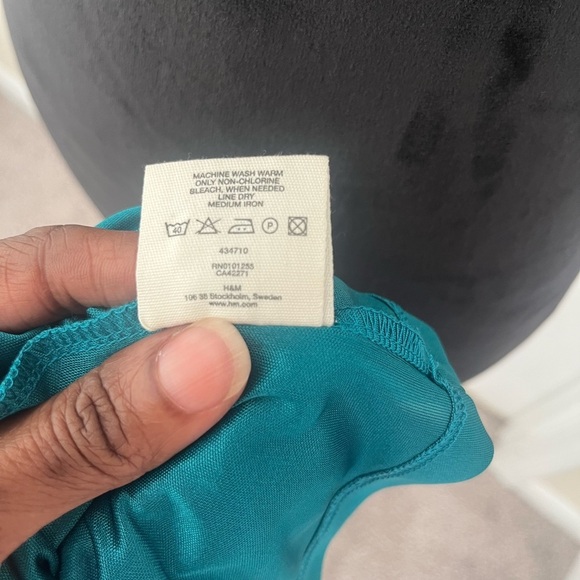 MACHINE WASH WARM
ONLY NON-CHLORINE
BLEACH, WHEN NEEDED
LINE DRY
MEDIUM IRON
40 P
434710
RN0101255
CA42271
H&M
106 38 Stockholm, Sweden
www.hm.com